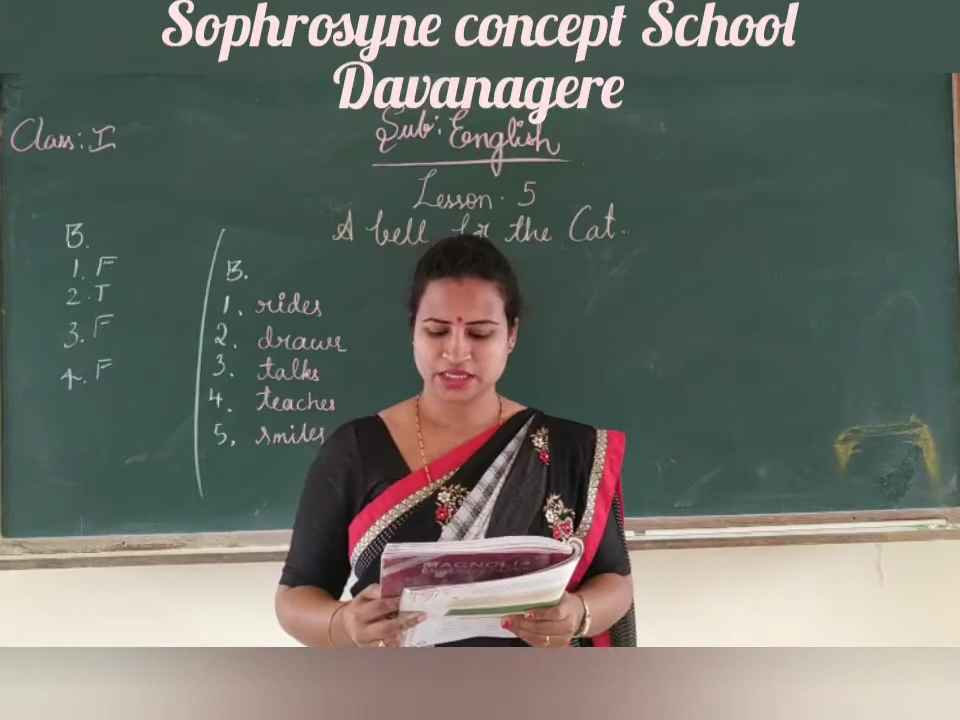 Sophrosyne concept School
Davanagere
Class: I
Sub: English
Lesson. 5
A bell for the Cat.
B.
1. F
2. T
3. F
4. F
B.
1. rides
2. draws
3. talks
4. teaches
5. smiles
MAGNOLIA